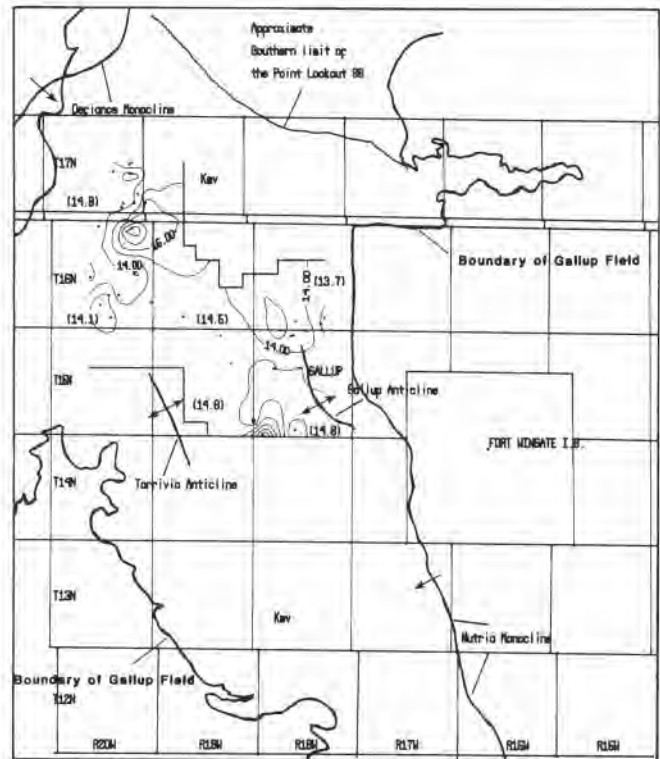 Approximate
Southern limit of
the Point Lookout SS
Defiance Monocline
T17N
Kmv
(14.8)
16.00
14.00
Boundary of Gallup Field
T16N
14.00
(13.7)
(14.1)
(14.5)
14.00
GALLUP
T15N
Gallup Anticline
(14.8)
(14.8)
FORT WINGATE I.R.
T14N
Torrivio Anticline
T13N
Kmv
Nutria Monocline
Boundary of Gallup Field
T12N
R20W
R19W
R18W
R17W
R16W
R15W